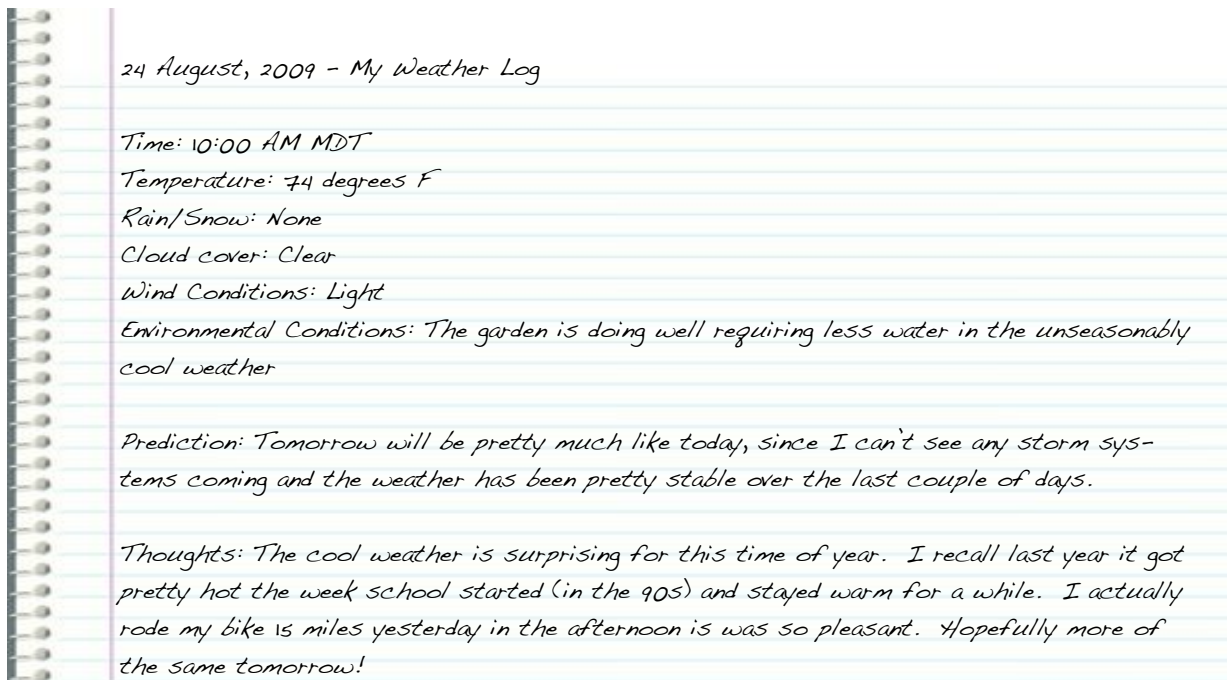 24 August, 2009 - My Weather Log
Time: 10:00 AM MDT
Temperature: 74 degrees F
Rain/Snow: None
Cloud cover: Clear
Wind Conditions: Light
Environmental Conditions: The garden is doing well requiring less water in the unseasonably
cool weather
Prediction: Tomorrow will be pretty much like today, since I can't see any storm sys-
tems coming and the weather has been pretty stable over the last couple of days.
Thoughts: The cool weather is surprising for this time of year. I recall last year it got
pretty hot the week school started (in the 90s) and stayed warm for a while. I actually
rode my bike 15 miles yesterday in the afternoon is was so pleasant. Hopefully more of
the same tomorrow!